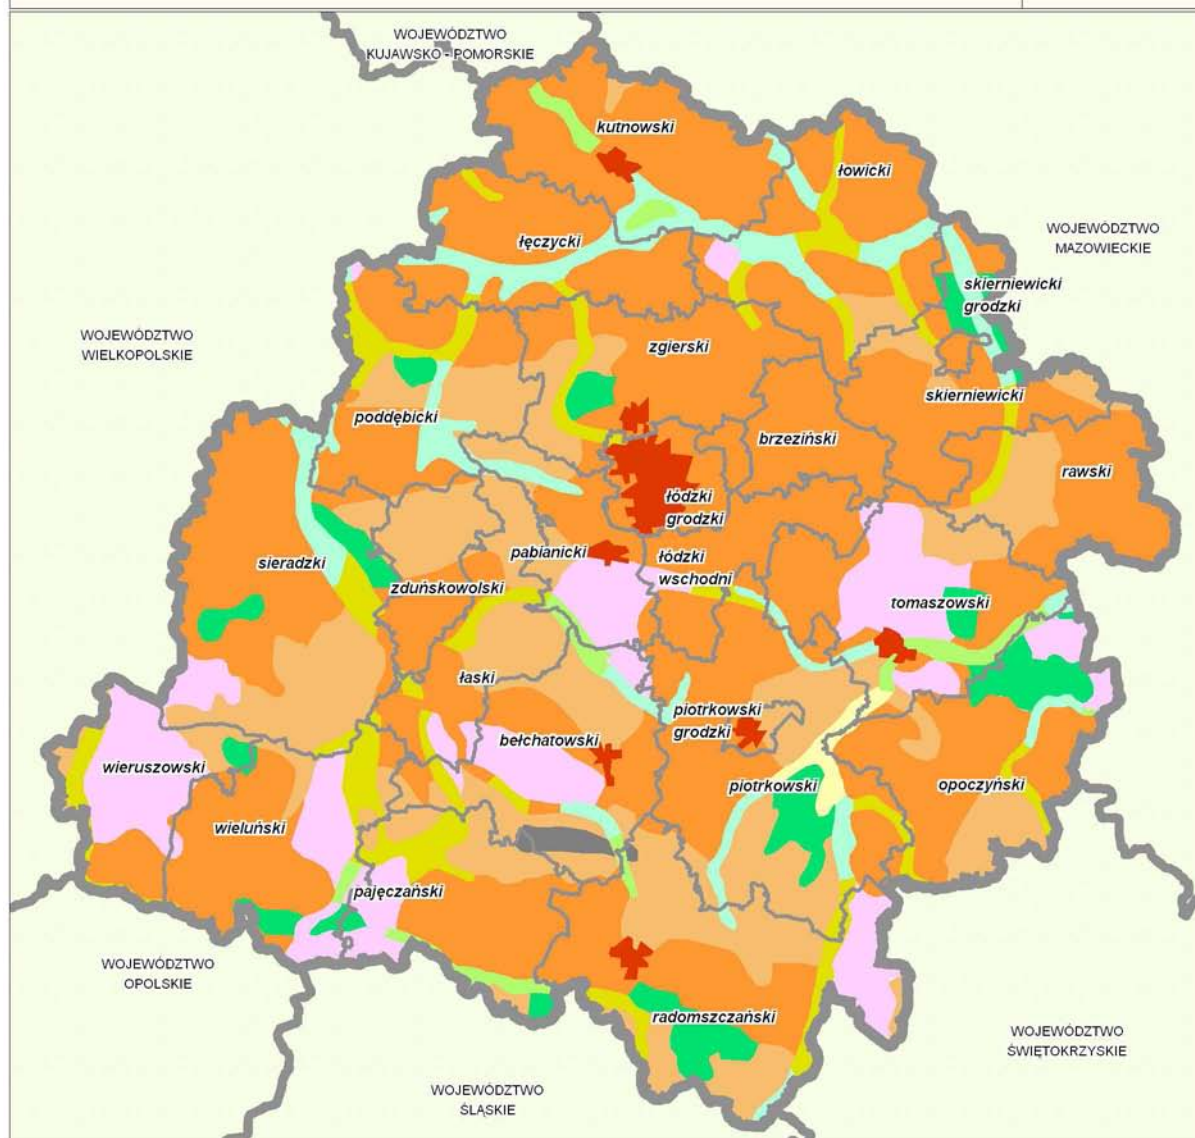 WOJEWÓDZTWO
KUJAWSKO - POMORSKIE
kutnowski
łowicki
WOJEWÓDZTWO
MAZOWIECKIE
łęczycki
skierniewicki
grodzki
WOJEWÓDZTWO
WIELKOPOLSKIE
zgierski
skierniewicki
poddębicki
brzeziński
rawski
łódzki
grodzki
sieradzki
pabianicki
łódzki
wschodni
zduńskowolski
tomaszowski
łaski
piotrkowski
grodzki
bełchatowski
wieruszowski
piotrkowski
opoczyński
wieluński
pajęczański
WOJEWÓDZTWO
OPOLSKIE
radomszczański
WOJEWÓDZTWO
ŚWIĘTOKRZYSKIE
WOJEWÓDZTWO
ŚLĄSKIE